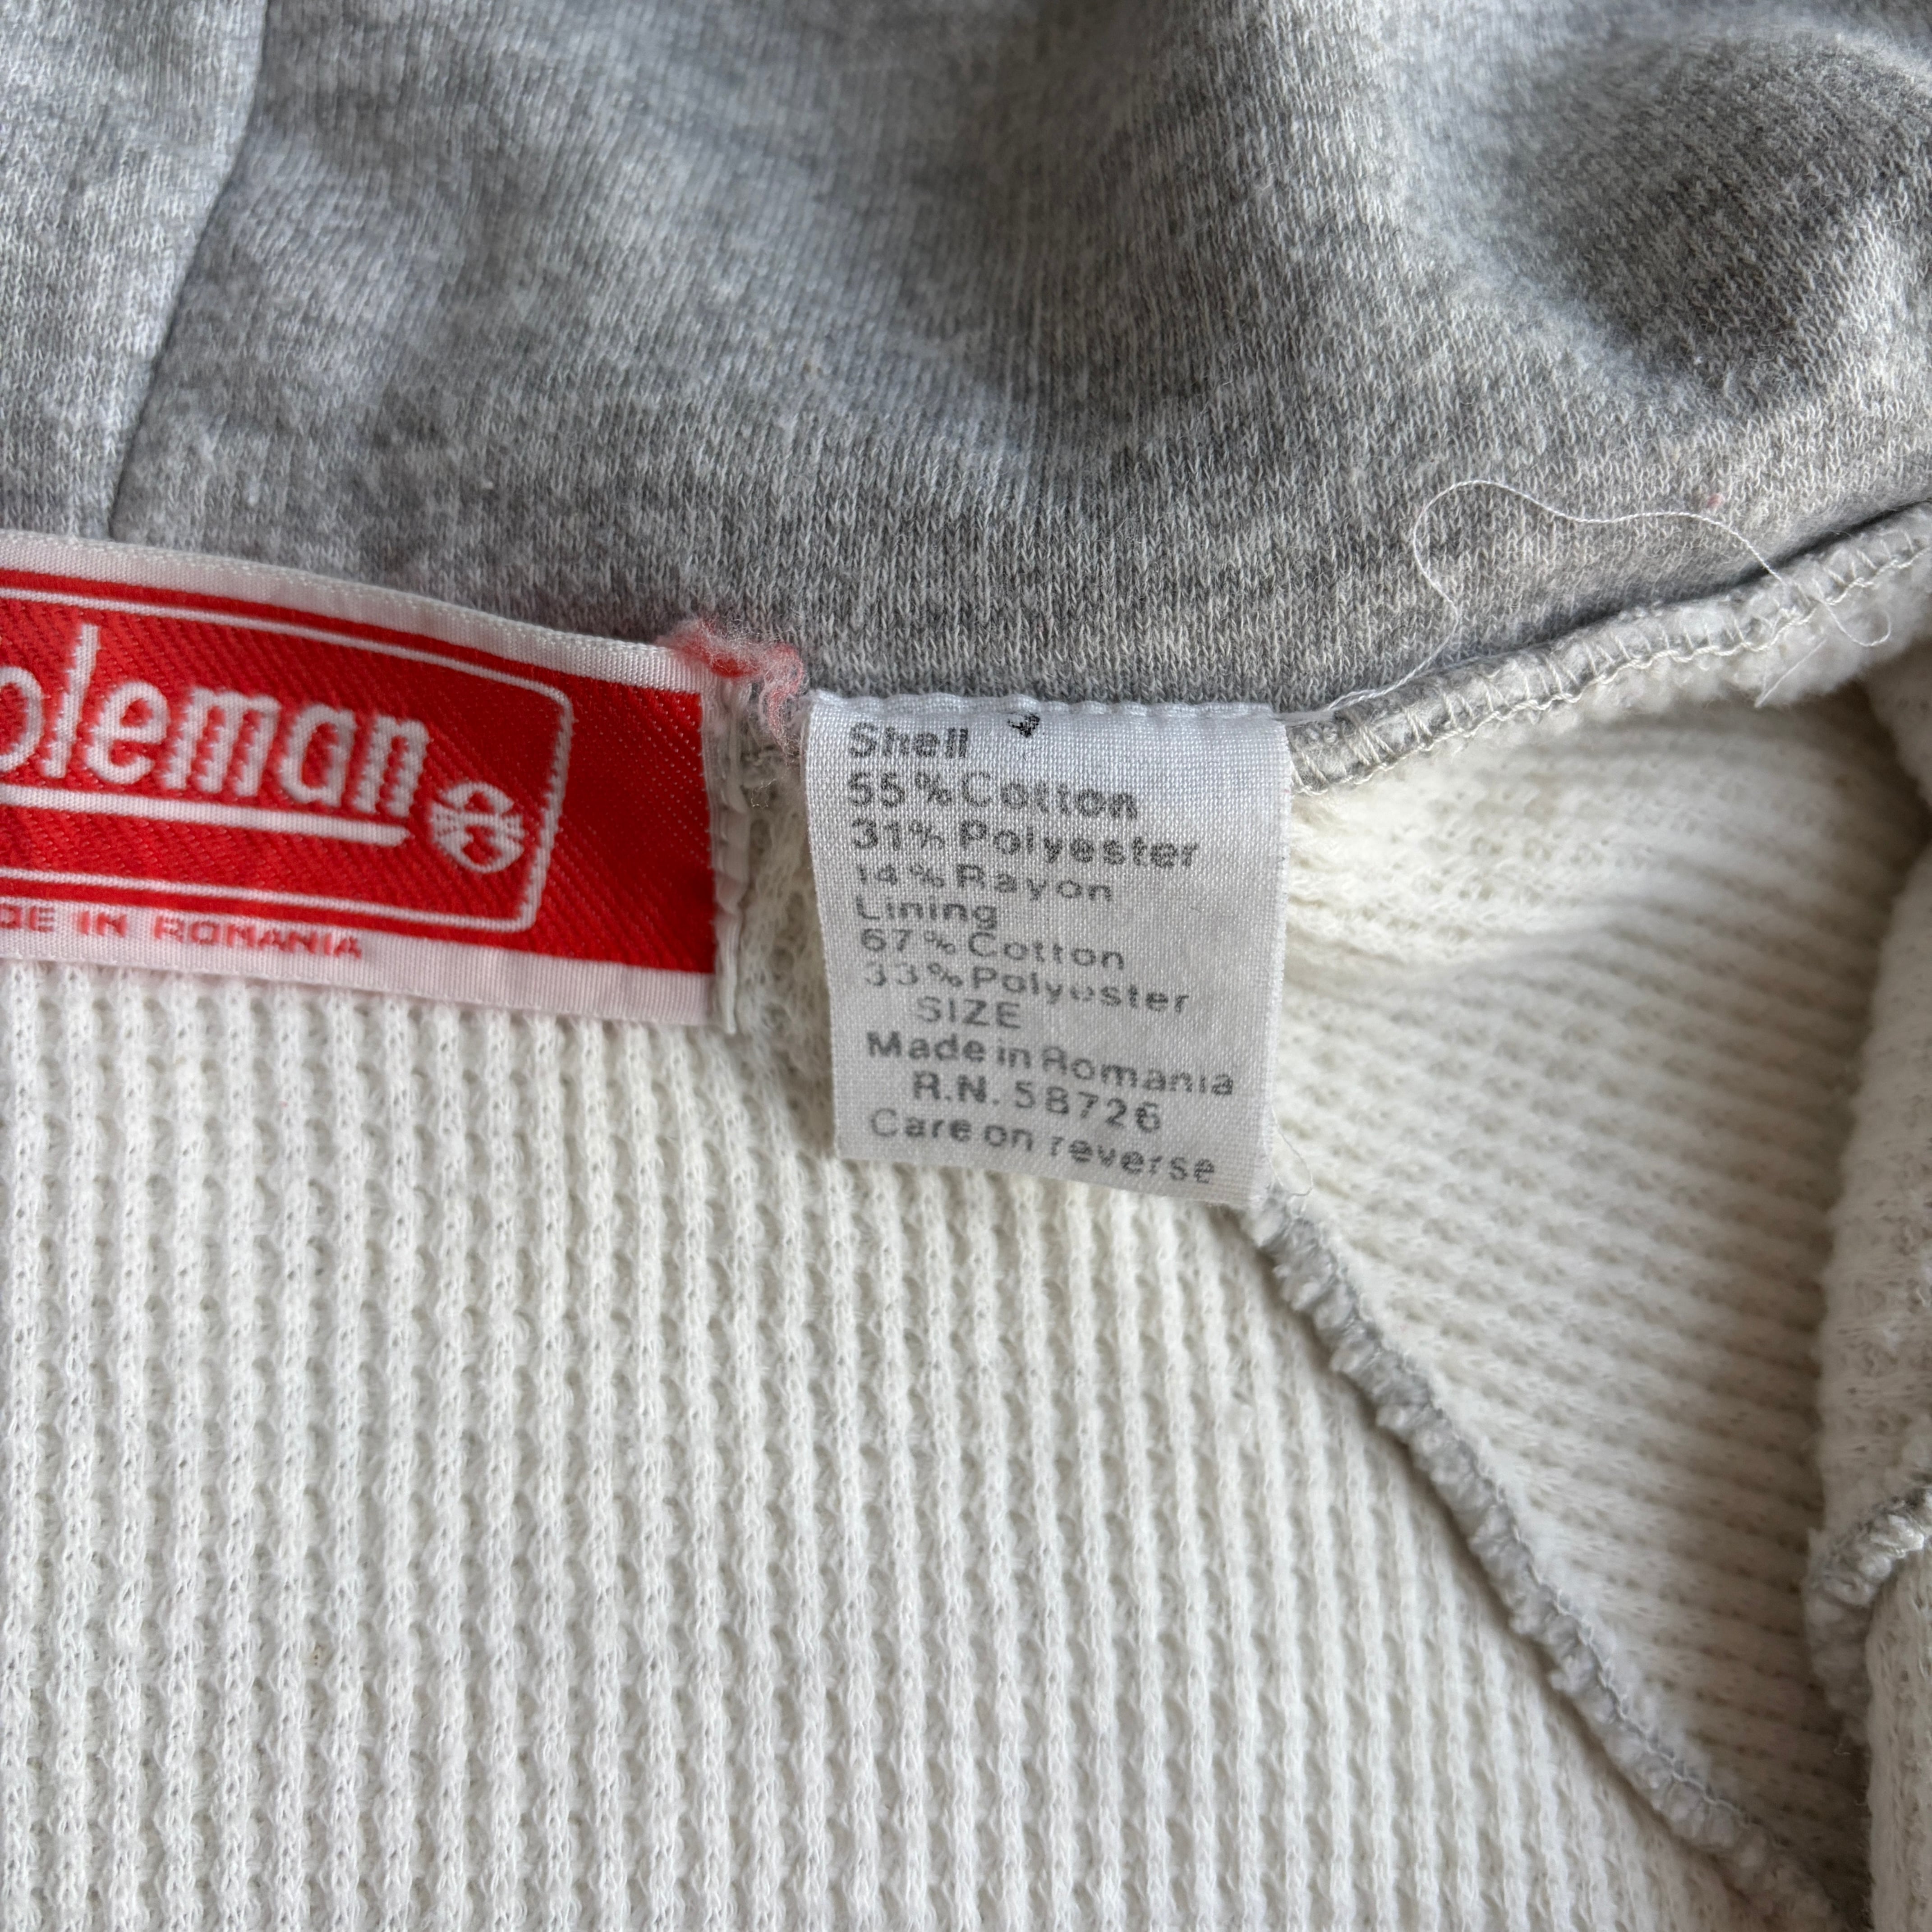 oleman
DE IN ROMANIA
Shell
55% Cotton
31% Polyester
14% Rayon
Lining
67% Cotton
33% Polyester
SIZE
Made in Romania
R.N. 58726
Care on reverse